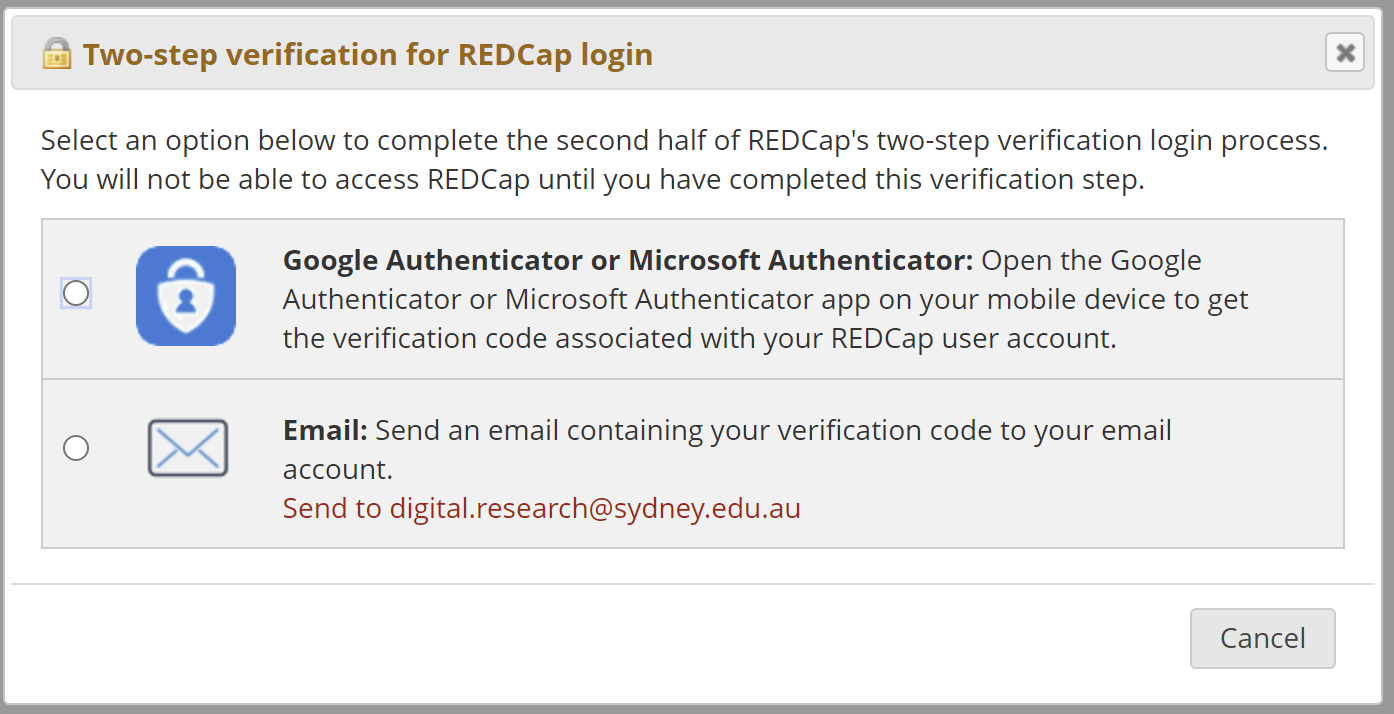 Two-step verification for REDCap login
Select an option below to complete the second half of REDCap's two-step verification login process.
You will not be able to access REDCap until you have completed this verification step.
Google Authenticator or Microsoft Authenticator: Open the Google
Authenticator or Microsoft Authenticator app on your mobile device to get
the verification code associated with your REDCap user account.
Email: Send an email containing your verification code to your email
account.
Send to digital.research@sydney.edu.au
Cancel